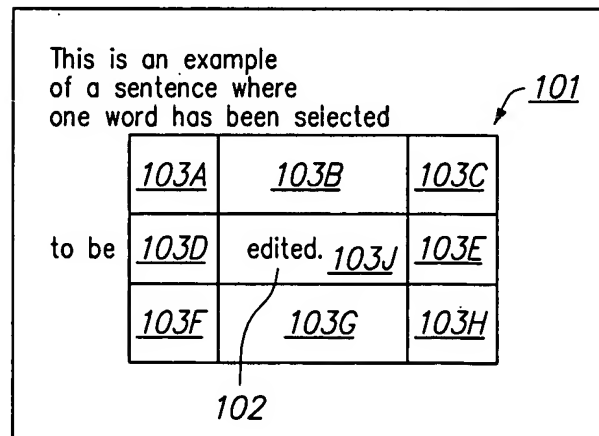 This is an example
of a sentence where
one word has been selected
101
103A 103B 103C
to be 103D edited. 103J 103E
103F 103G 103H
102